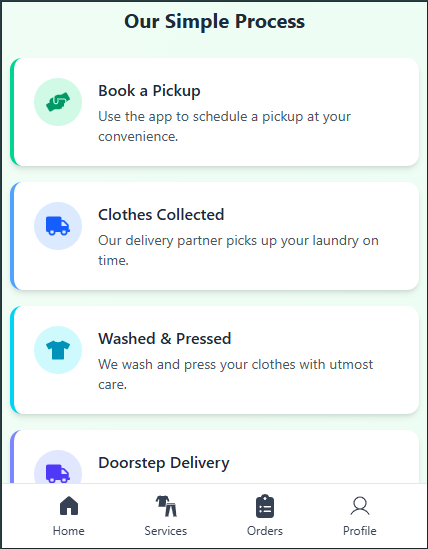 Our Simple Process
Book a Pickup
Use the app to schedule a pickup at your
convenience.
Clothes Collected
Our delivery partner picks up your laundry on
time.
Washed & Pressed
We wash and press your clothes with utmost
care.
Doorstep Delivery
Home
Services
Orders
Profile